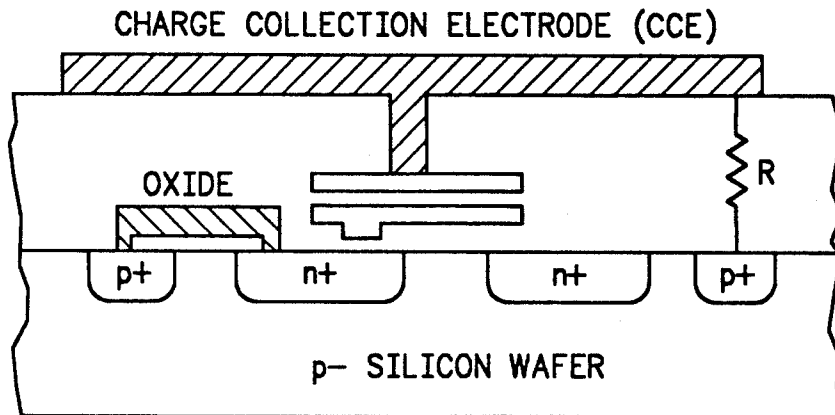 CHARGE COLLECTION ELECTRODE (CCE)
OXIDE
R
p+ n+ n+ p+
p- SILICON WAFER